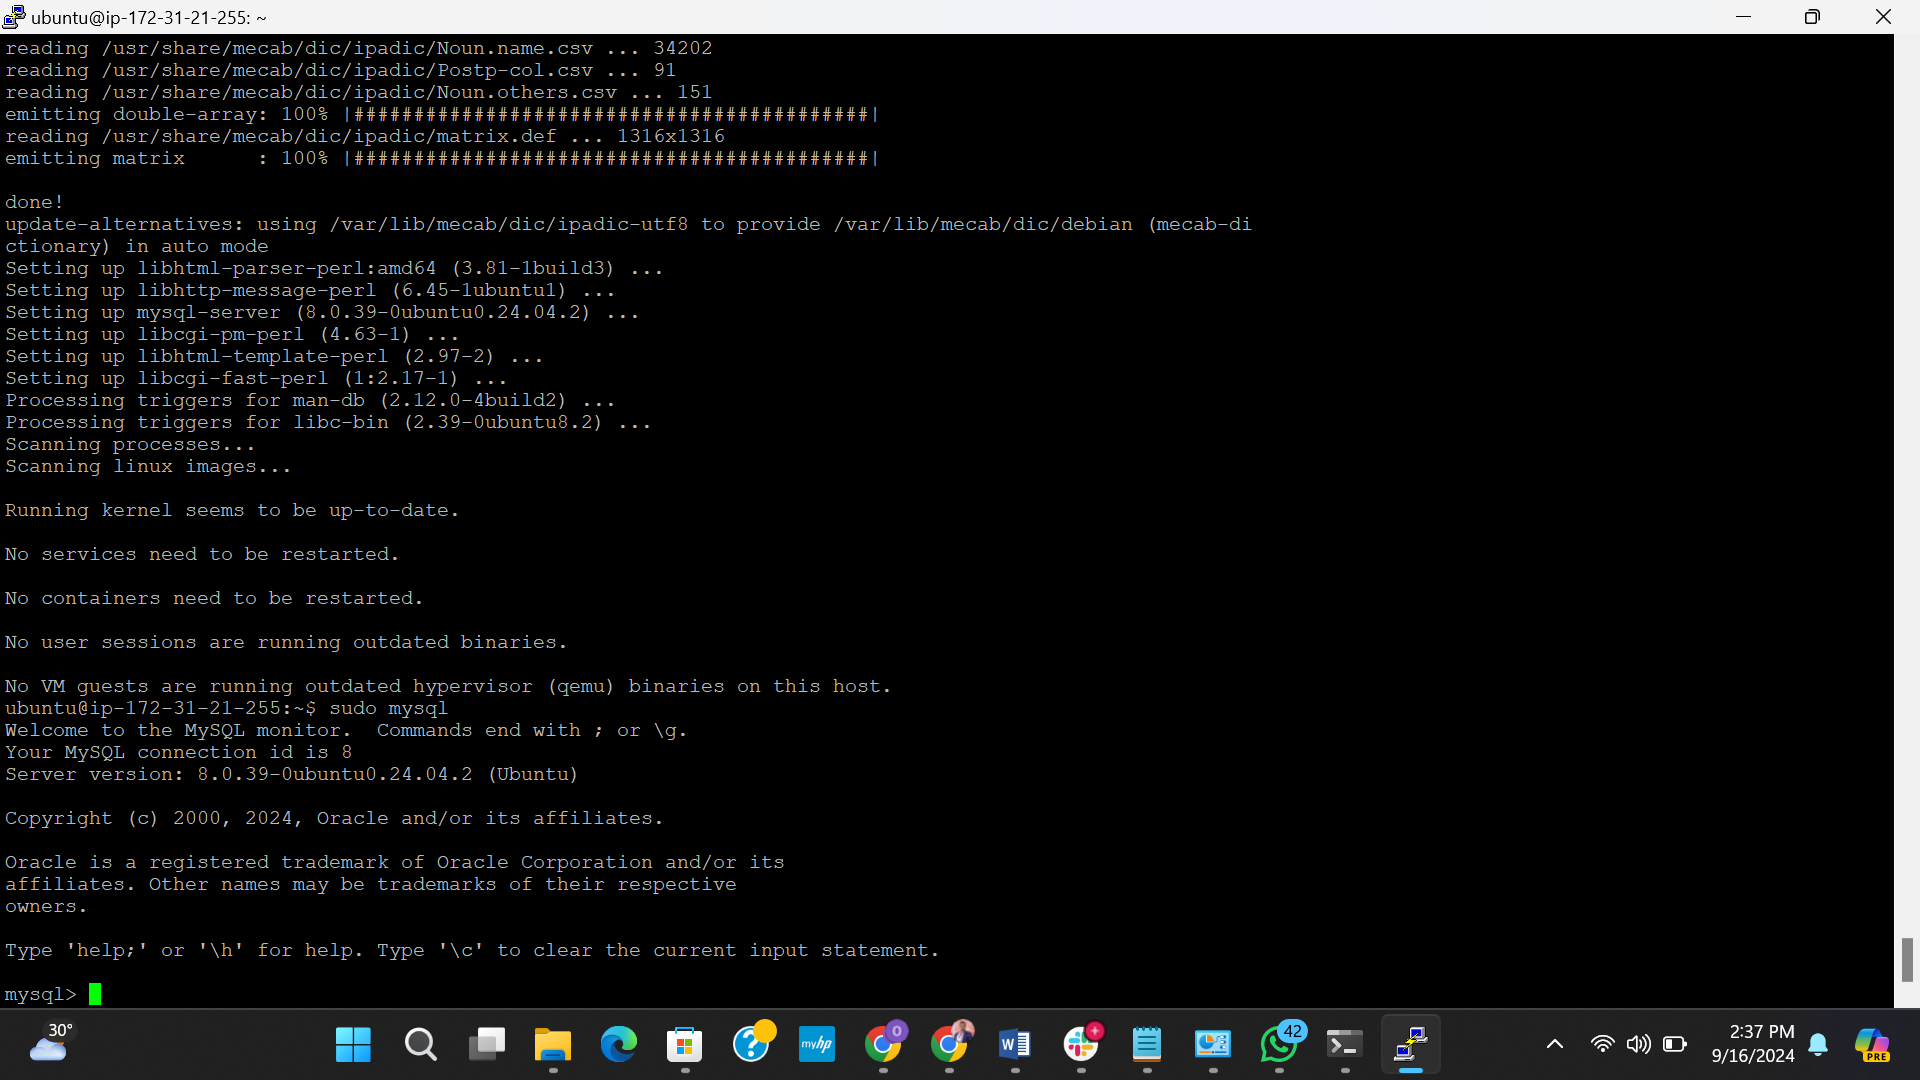 ubuntu@ip-172-31-21-255: ~
reading /usr/share/mecab/dic/ipadic/Noun.name.csv ... 34202
reading /usr/share/mecab/dic/ipadic/Postp-col.csv ... 91
reading /usr/share/mecab/dic/ipadic/Noun.others.csv ... 151
emitting double-array: 100% |###########################################|
reading /usr/share/mecab/dic/ipadic/matrix.def ... 1316x1316
emitting matrix      : 100% |###########################################|
done!
update-alternatives: using /var/lib/mecab/dic/ipadic-utf8 to provide /var/lib/mecab/dic/debian (mecab-di
ctionary) in auto mode
Setting up libhtml-parser-perl:amd64 (3.81-1build3) ...
Setting up libhttp-message-perl (6.45-1ubuntu1) ...
Setting up mysql-server (8.0.39-0ubuntu0.24.04.2) ...
Setting up libcgi-pm-perl (4.63-1) ...
Setting up libhtml-template-perl (2.97-2) ...
Setting up libcgi-fast-perl (1:2.17-1) ...
Processing triggers for man-db (2.12.0-4build2) ...
Processing triggers for libc-bin (2.39-0ubuntu8.2) ...
Scanning processes...
Scanning linux images...
Running kernel seems to be up-to-date.
No services need to be restarted.
No containers need to be restarted.
No user sessions are running outdated binaries.
No VM guests are running outdated hypervisor (qemu) binaries on this host.
ubuntu@ip-172-31-21-255:~$ sudo mysql
Welcome to the MySQL monitor.  Commands end with ; or \g.
Your MySQL connection id is 8
Server version: 8.0.39-0ubuntu0.24.04.2 (Ubuntu)
Copyright (c) 2000, 2024, Oracle and/or its affiliates.
Oracle is a registered trademark of Oracle Corporation and/or its
affiliates. Other names may be trademarks of their respective
owners.
Type 'help;' or '\h' for help. Type '\c' to clear the current input statement.
mysql>
30°
myhp
O
W
42
2:37 PM
9/16/2024
PRE